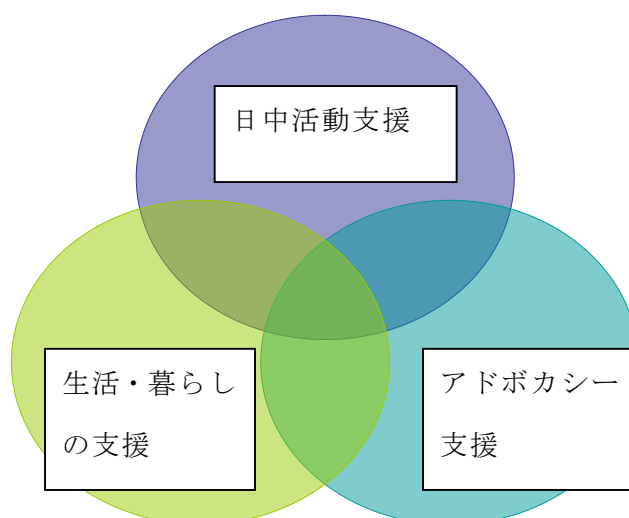 日中活動支援
生活・暮らし
の支援
アドボカシー
支援